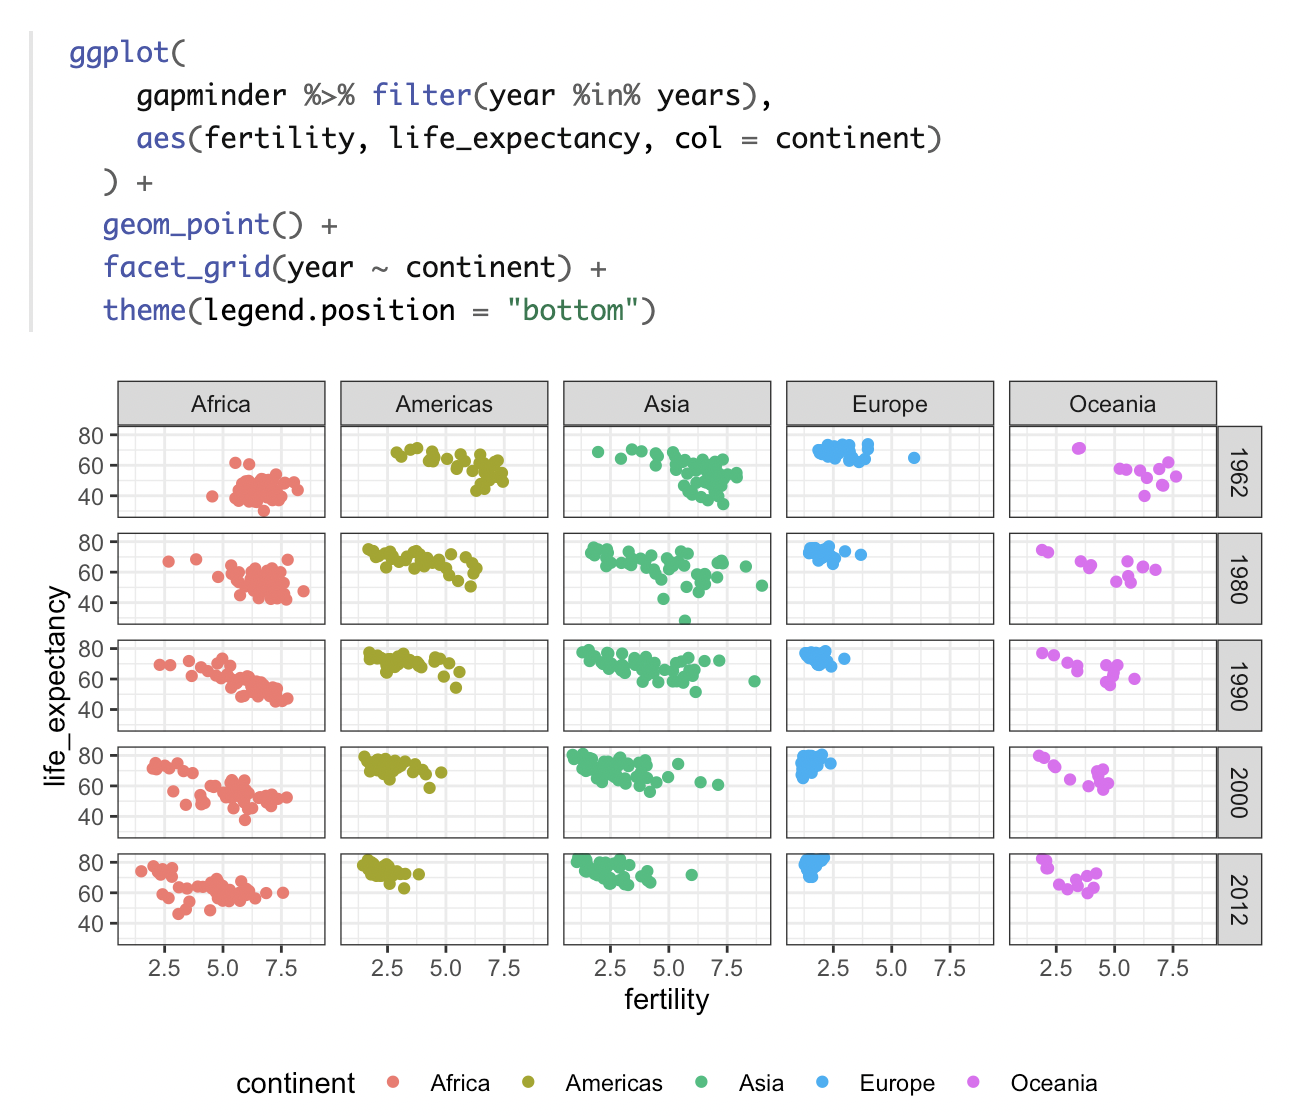 ggplot(
gapminder %>% filter(year %in% years),
aes(fertility, life_expectancy, col = continent)
) +
geom_point() +
facet_grid(year ~ continent) +
theme(legend.position = "bottom")
Africa Americas Asia Europe Oceania
80
60
40
1962
80
60
40
1980
life_expectancy
80
60
40
1990
80
60
40
2000
80
60
40
2012
2.5 5.0 7.5 2.5 5.0 7.5 2.5 5.0 7.5 2.5 5.0 7.5 2.5 5.0 7.5
fertility
continent Africa Americas Asia Europe Oceania